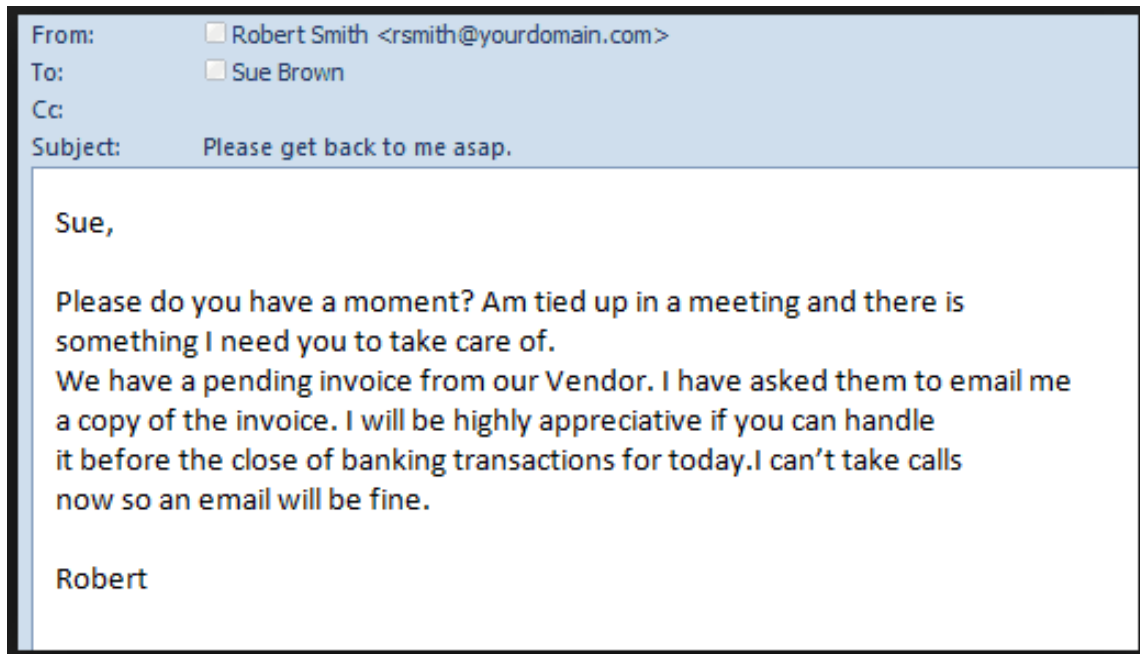 From: Robert Smith <rsmith@yourdomain.com>
To: Sue Brown
Cc:
Subject: Please get back to me asap.
Sue,
Please do you have a moment? Am tied up in a meeting and there is
something I need you to take care of.
We have a pending invoice from our Vendor. I have asked them to email me
a copy of the invoice. I will be highly appreciative if you can handle
it before the close of banking transactions for today.I can’t take calls
now so an email will be fine.
Robert